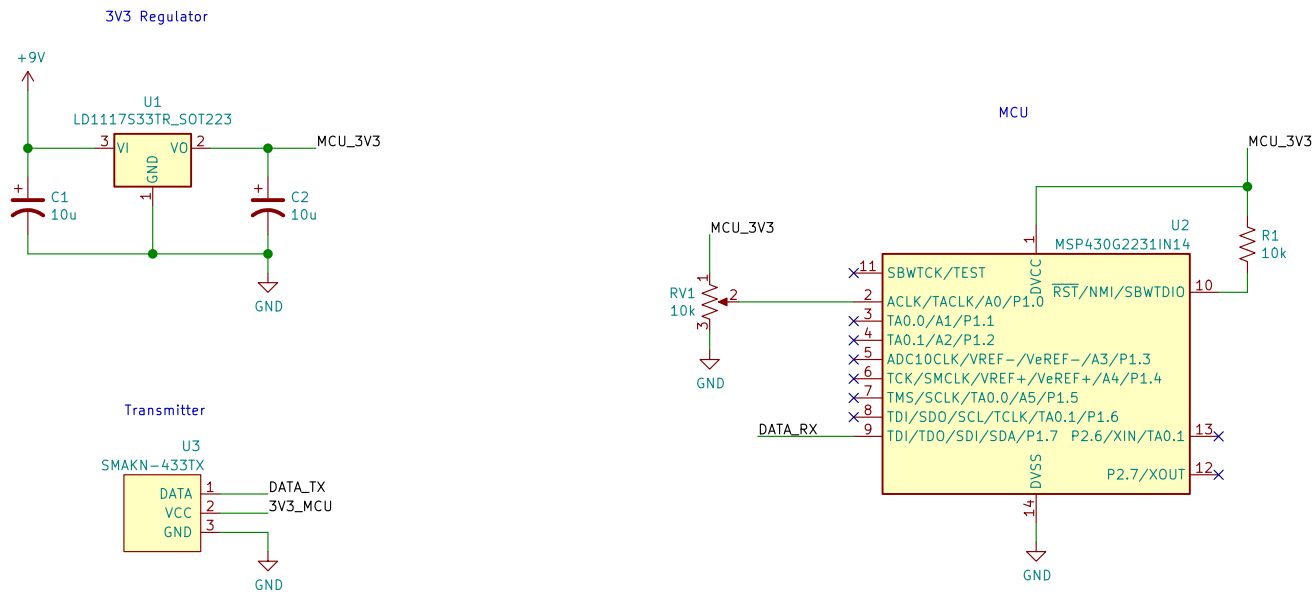 3V3 Regulator
+9V
U1
LD1117S33TR_SOT223
3 VI VO 2
GND
1
MCU_3V3
+
C1
10u
+
C2
10u
GND
Transmitter
U3
SMAKN-433TX
DATA 1 DATA_TX
VCC 2 3V3_MCU
GND 3
GND
MCU
MCU_3V3
R1
10k
MCU_3V3
1
RV1
10k
2
3
GND
DATA_RX
U2
MSP430G2231IN14
1
DVCC
11 SBWTCK/TEST
RST/NMI/SBWTDIO 10
2 ACLK/TACLK/A0/P1.0
3 TA0.0/A1/P1.1
4 TA0.1/A2/P1.2
5 ADC10CLK/VREF-/VeREF-/A3/P1.3
6 TCK/SMCLK/VREF+/VeREF+/A4/P1.4
7 TMS/SCLK/TA0.0/A5/P1.5
8 TDI/SDO/SCL/TCLK/TA0.1/P1.6
9 TDI/TDO/SDI/SDA/P1.7 P2.6/XIN/TA0.1 13
P2.7/XOUT 12
DVSS
14
GND